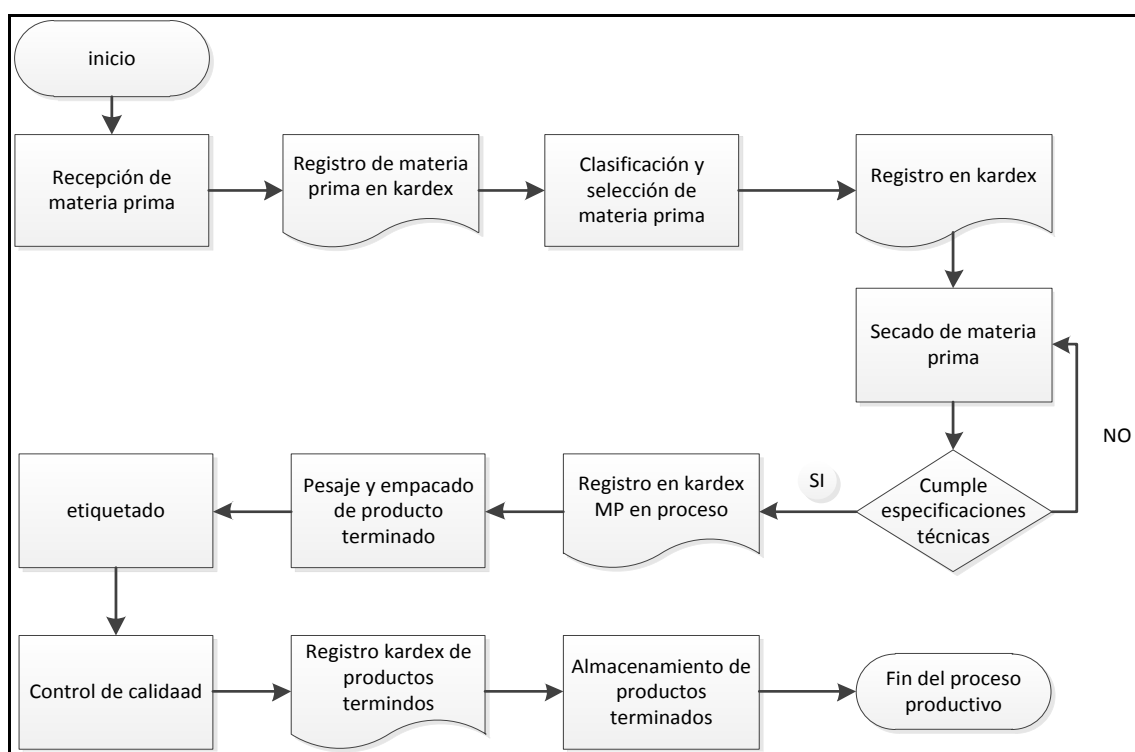 inicio
Recepción de
materia prima
Registro de materia
prima en kardex
Clasificación y
selección de
materia prima
Registro en kardex
Secado de materia
prima
NO
Cumple
especificaciones
técnicas
SI
Registro en kardex
MP en proceso
Pesaje y empacado
de producto
terminado
etiquetado
Control de calidaad
Registro kardex de
productos
termindos
Almacenamiento de
productos
terminados
Fin del proceso
productivo